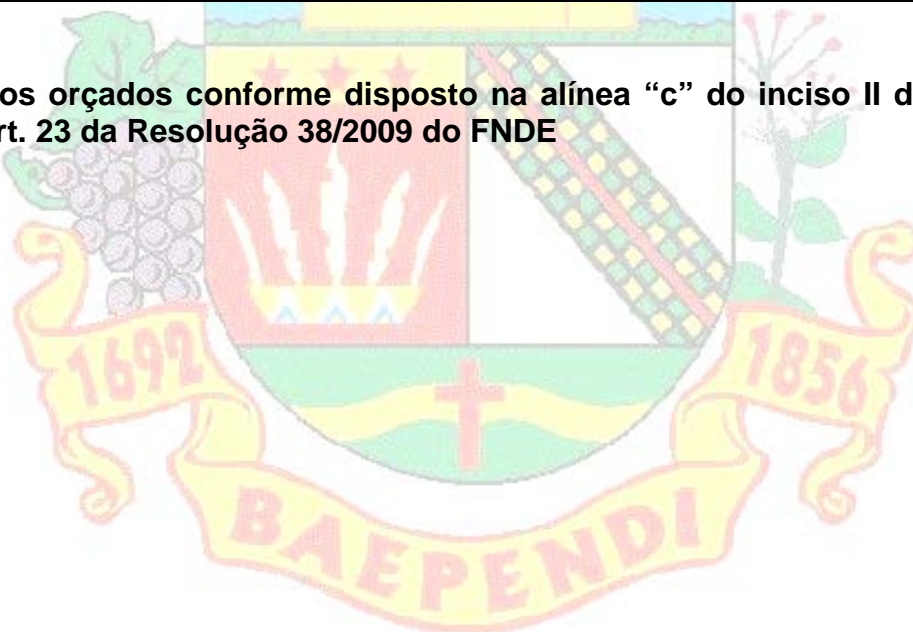 os orçados conforme disposto na alínea “c” do inciso II d
rt. 23 da Resolução 38/2009 do FNDE
1692
1856
BAEPENDI